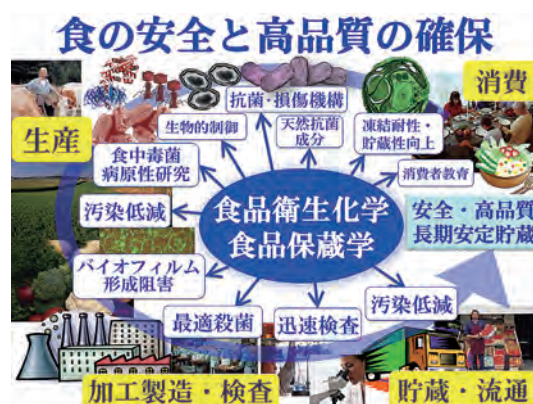 食の安全と高品質の確保
消費
生産
抗菌・損傷機構
生物的制御
天然抗菌
成分
凍結耐性・
貯蔵性向上
食中毒菌
病原性研究
消費者教育
汚染低減
食品衛生化学
食品保蔵学
安全・高品質
長期安定貯蔵
バイオフィルム
形成阻害
最適殺菌
迅速検査
汚染低減
加工製造・検査
貯蔵・流通